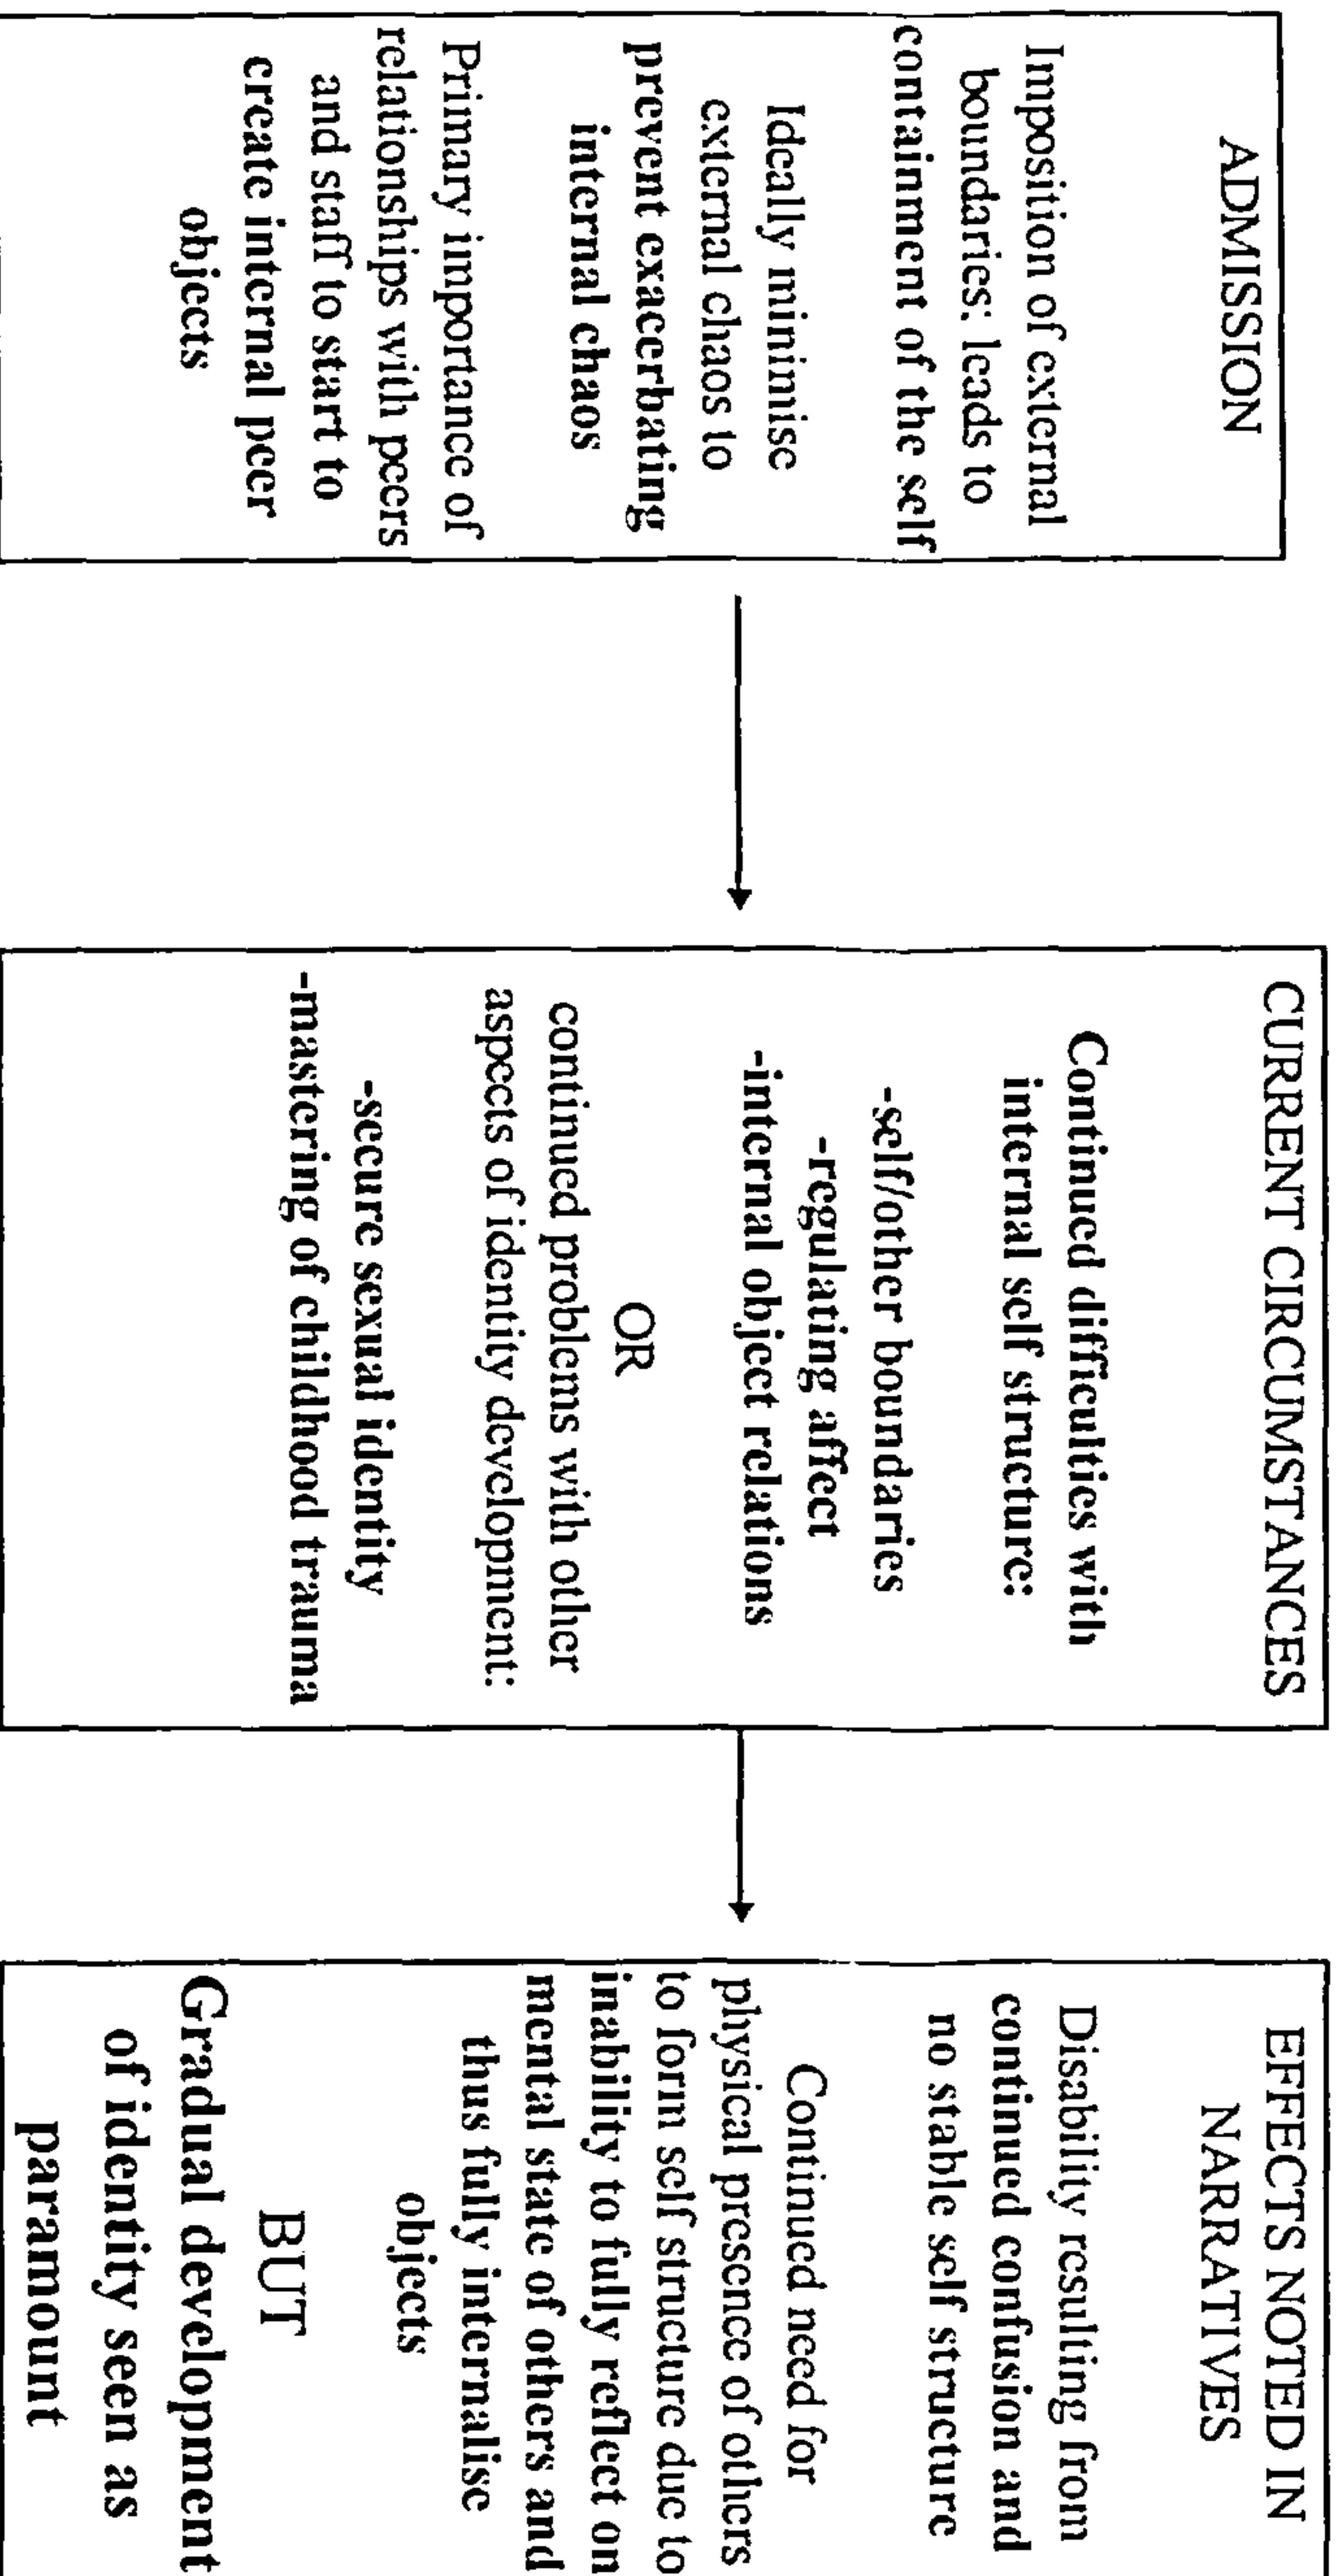 ADMISSION
Imposition of external
boundaries: leads to
containment of the self
Ideally minimise
external chaos to
prevent exacerbating
internal chaos
Primary importance of
relationships with peers
and staff to start to
create internal peer
objects
CURRENT CIRCUMSTANCES
Continued difficulties with
internal self structure:
-self/other boundaries
-regulating affect
-internal object relations
OR
continued problems with other
aspects of identity development:
-secure sexual identity
-mastering of childhood trauma
EFFECTS NOTED IN
NARRATIVES
Disability resulting from
continued confusion and
no stable self structure
Continued need for
physical presence of others
to form self structure due to
inability to fully reflect on
mental state of others and
thus fully internalise
objects
BUT
Gradual development
of identity seen as
paramount